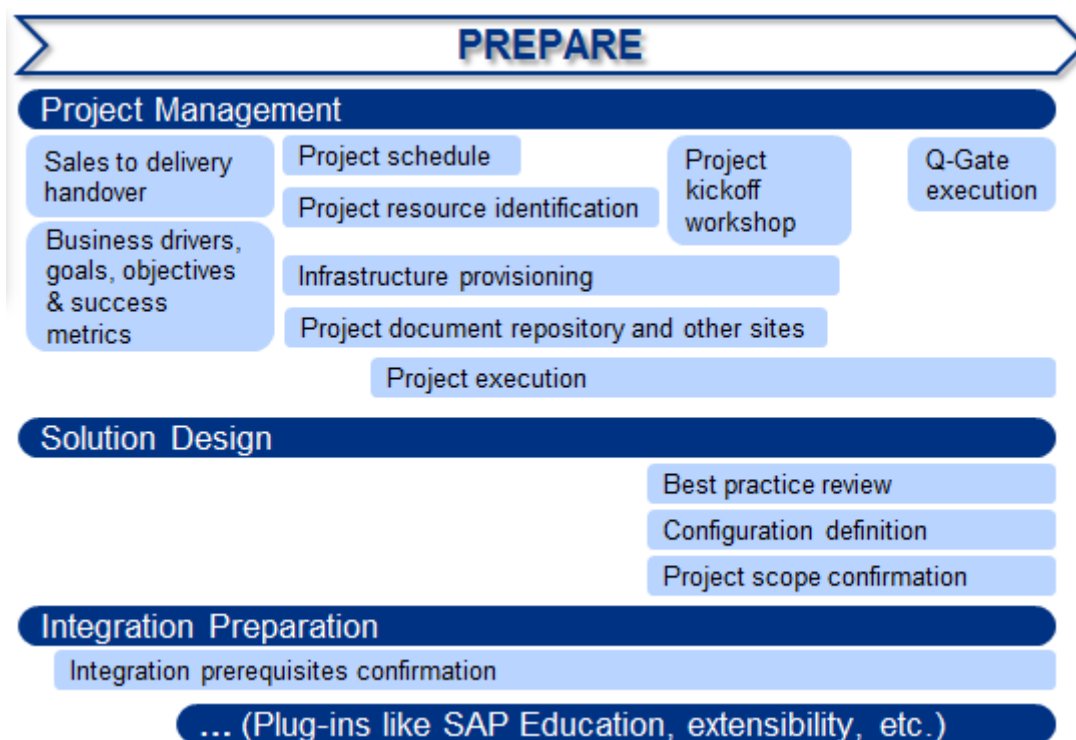 PREPARE
Project Management
Sales to delivery
handover
Business drivers,
goals, objectives
& success
metrics
Project schedule
Project resource identification
Project
kickoff
workshop
Q-Gate
execution
Infrastructure provisioning
Project document repository and other sites
Project execution
Solution Design
Best practice review
Configuration definition
Project scope confirmation
Integration Preparation
Integration prerequisites confirmation
... (Plug-ins like SAP Education, extensibility, etc.)